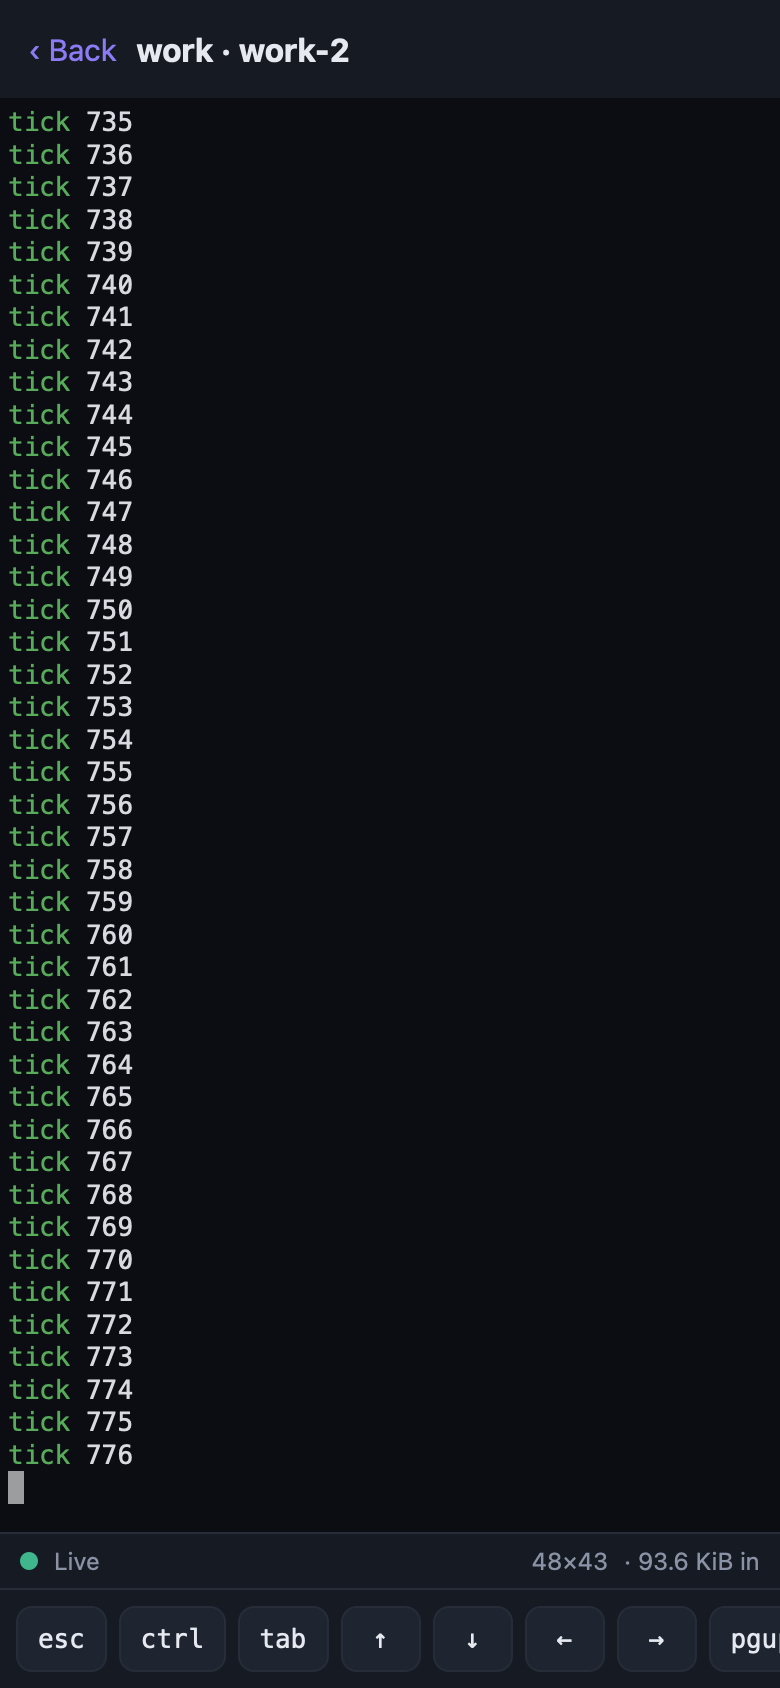 ‹ Back work · work-2
tick 735
tick 736
tick 737
tick 738
tick 739
tick 740
tick 741
tick 742
tick 743
tick 744
tick 745
tick 746
tick 747
tick 748
tick 749
tick 750
tick 751
tick 752
tick 753
tick 754
tick 755
tick 756
tick 757
tick 758
tick 759
tick 760
tick 761
tick 762
tick 763
tick 764
tick 765
tick 766
tick 767
tick 768
tick 769
tick 770
tick 771
tick 772
tick 773
tick 774
tick 775
tick 776
Live 48×43 · 93.6 KiB in
esc ctrl tab ↑ ↓ ← →